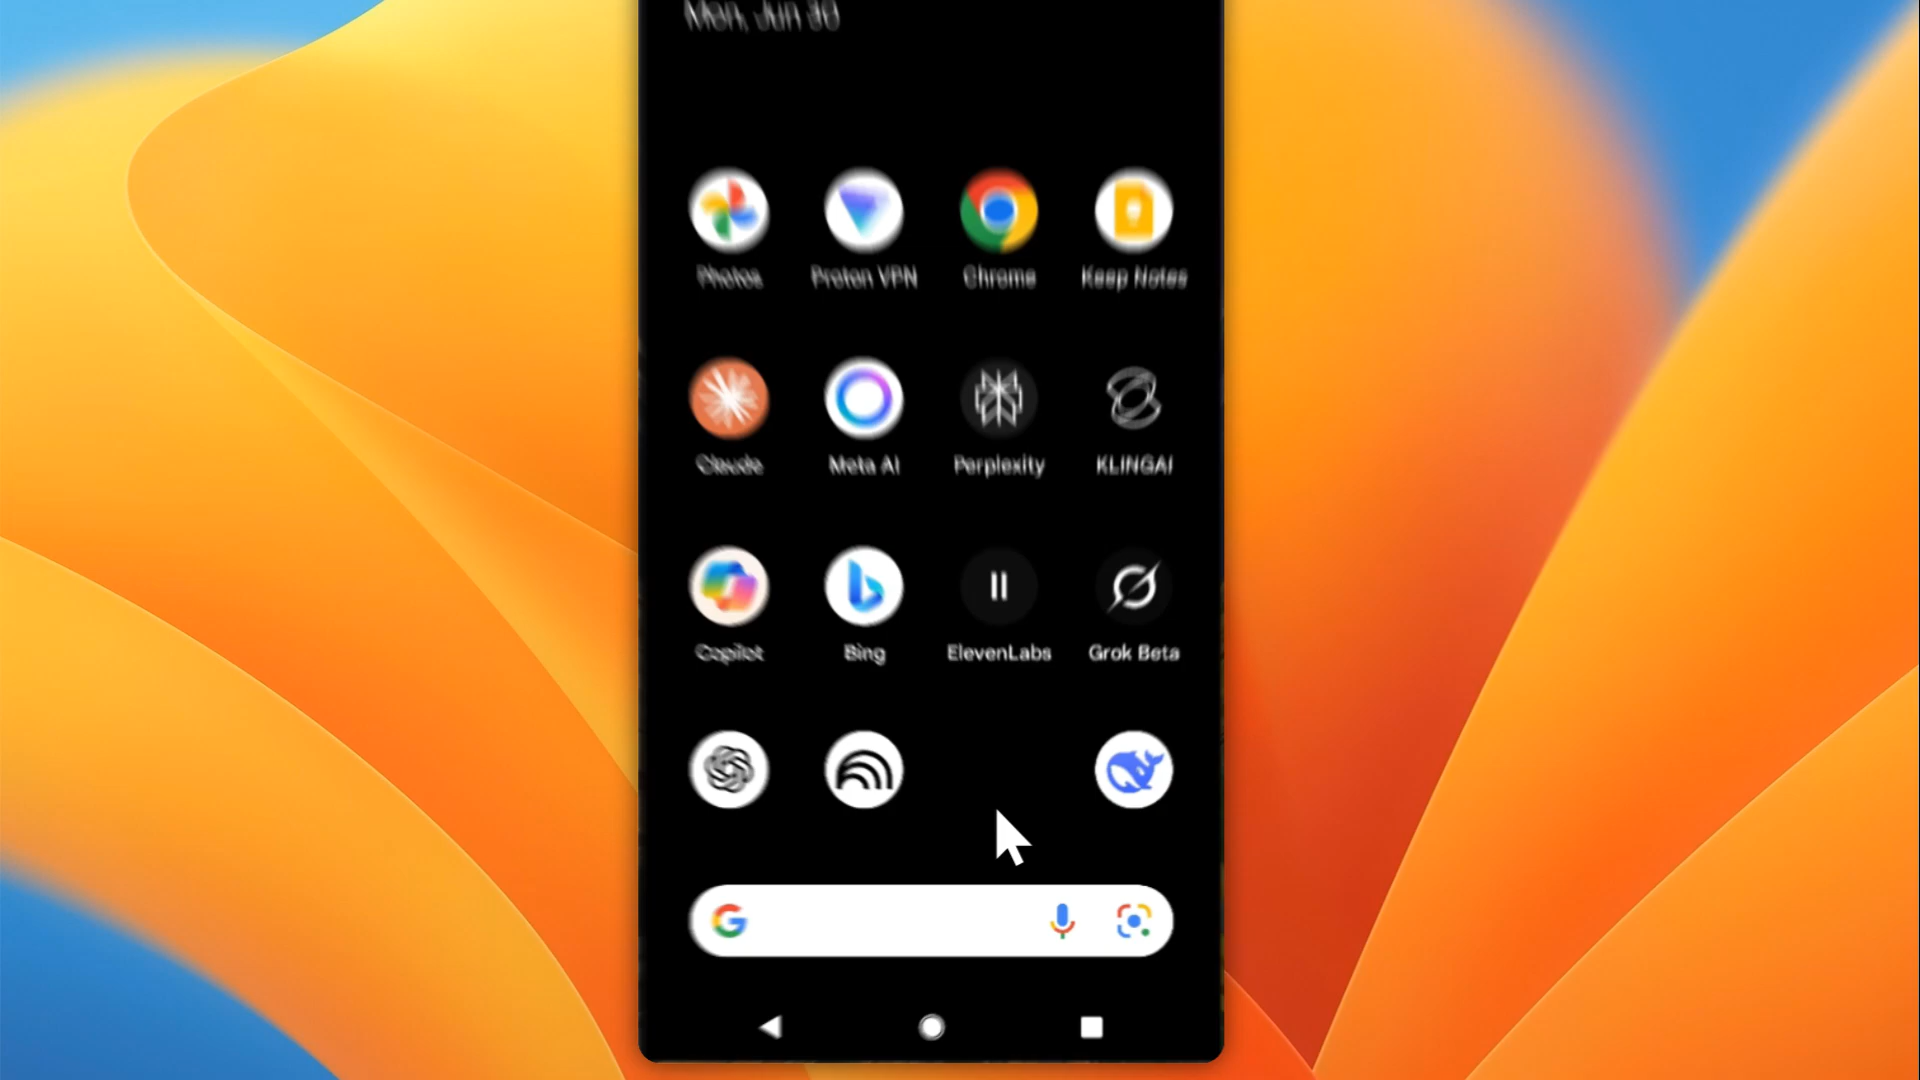 Mon, Jun 30
Photos Proton VPN Chrome Keep Notes
Claude Meta AI Perplexity KLINGAI
Copilot Bing ElevenLabs Grok Beta